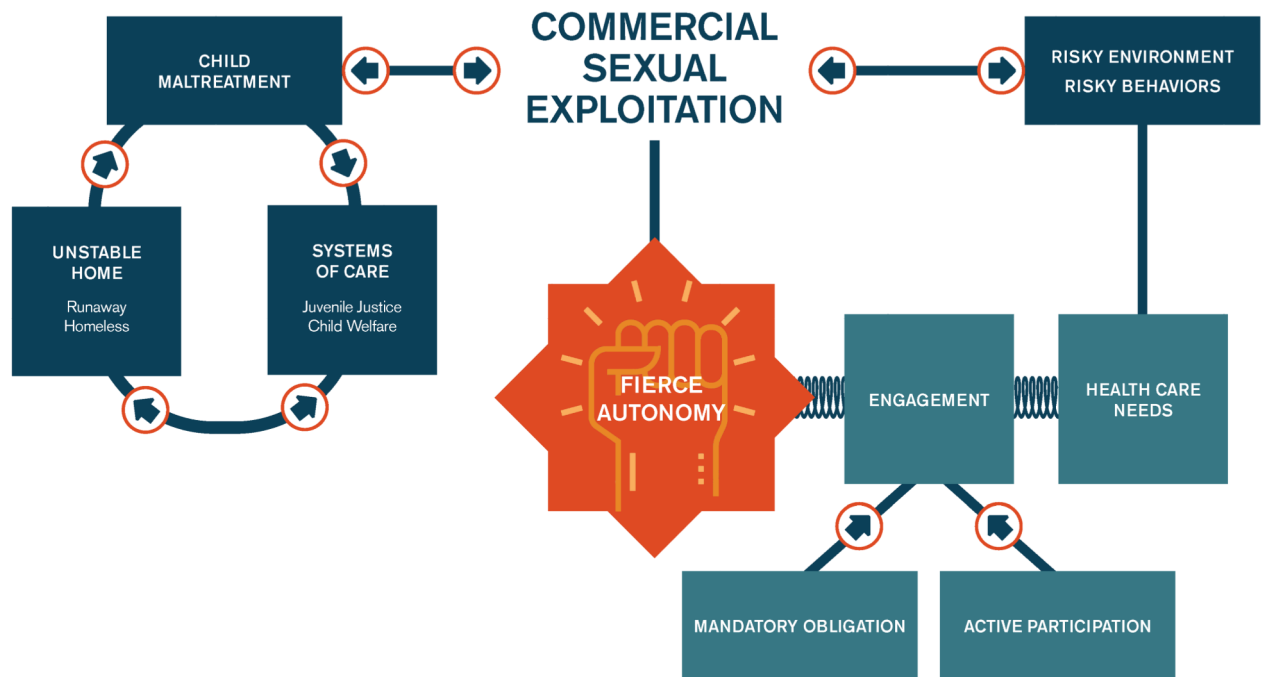 COMMERCIAL
SEXUAL
EXPLOITATION
CHILD
MALTREATMENT
RISKY ENVIRONMENT
RISKY BEHAVIORS
UNSTABLE
HOME
Runaway
Homeless
SYSTEMS
OF CARE
Juvenile Justice
Child Welfare
FIERCE
AUTONOMY
ENGAGEMENT
HEALTH CARE
NEEDS
MANDATORY OBLIGATION
ACTIVE PARTICIPATION